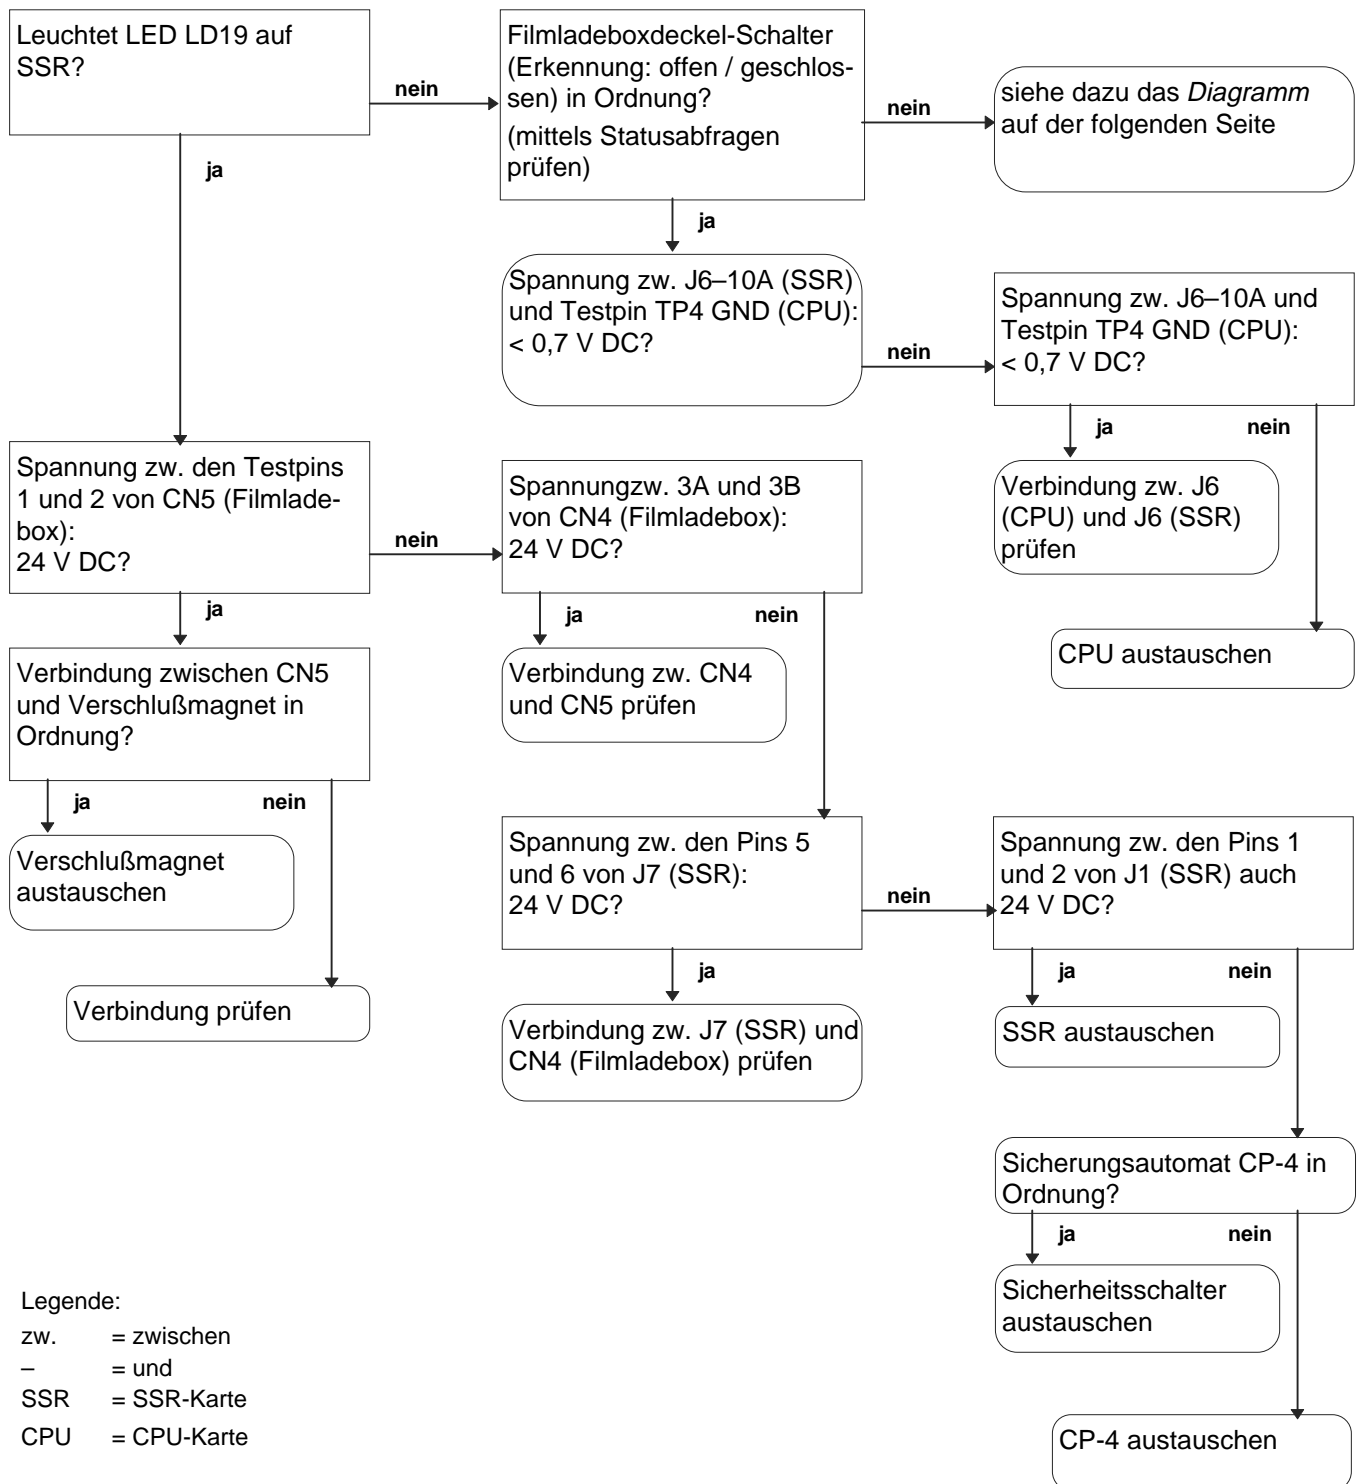 Leuchtet LED LD19 auf
SSR?
nein
ja
Filmladeboxdeckel-Schalter
(Erkennung: offen / geschlos-
sen) in Ordnung?
(mittels Statusabfragen
prüfen)
nein
siehe dazu das Diagramm
auf der folgenden Seite
ja
Spannung zw. J6–10A (SSR)
und Testpin TP4 GND (CPU):
< 0,7 V DC?
nein
Spannung zw. J6–10A und
Testpin TP4 GND (CPU):
< 0,7 V DC?
ja
nein
Verbindung zw. J6
(CPU) und J6 (SSR)
prüfen
CPU austauschen
Spannung zw. den Testpins
1 und 2 von CN5 (Filmlade-
box):
24 V DC?
nein
ja
Spannungzw. 3A und 3B
von CN4 (Filmladebox):
24 V DC?
ja
nein
Verbindung zw. CN4
und CN5 prüfen
Verbindung zwischen CN5
und Verschlußmagnet in
Ordnung?
ja
nein
Verschlußmagnet
austauschen
Verbindung prüfen
Spannung zw. den Pins 5
und 6 von J7 (SSR):
24 V DC?
nein
ja
Verbindung zw. J7 (SSR) und
CN4 (Filmladebox) prüfen
Spannung zw. den Pins 1
und 2 von J1 (SSR) auch
24 V DC?
ja
nein
SSR austauschen
Sicherungsautomat CP-4 in
Ordnung?
ja
nein
Sicherheitsschalter
austauschen
CP-4 austauschen
Legende:
zw. = zwischen
– = und
SSR = SSR-Karte
CPU = CPU-Karte